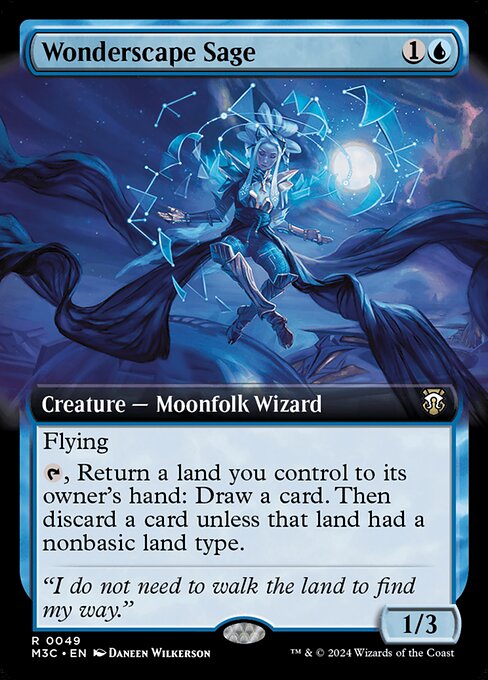 Wonderscape Sage 1
Creature — Moonfolk Wizard
Flying
, Return a land you control to its
owner's hand: Draw a card. Then
discard a card unless that land had a
nonbasic land type.
“I do not need to walk the land to find
my way.”
1/3
R 0049
M3C • EN DANEEN WILKERSON
™ & © 2024 Wizards of the Coast